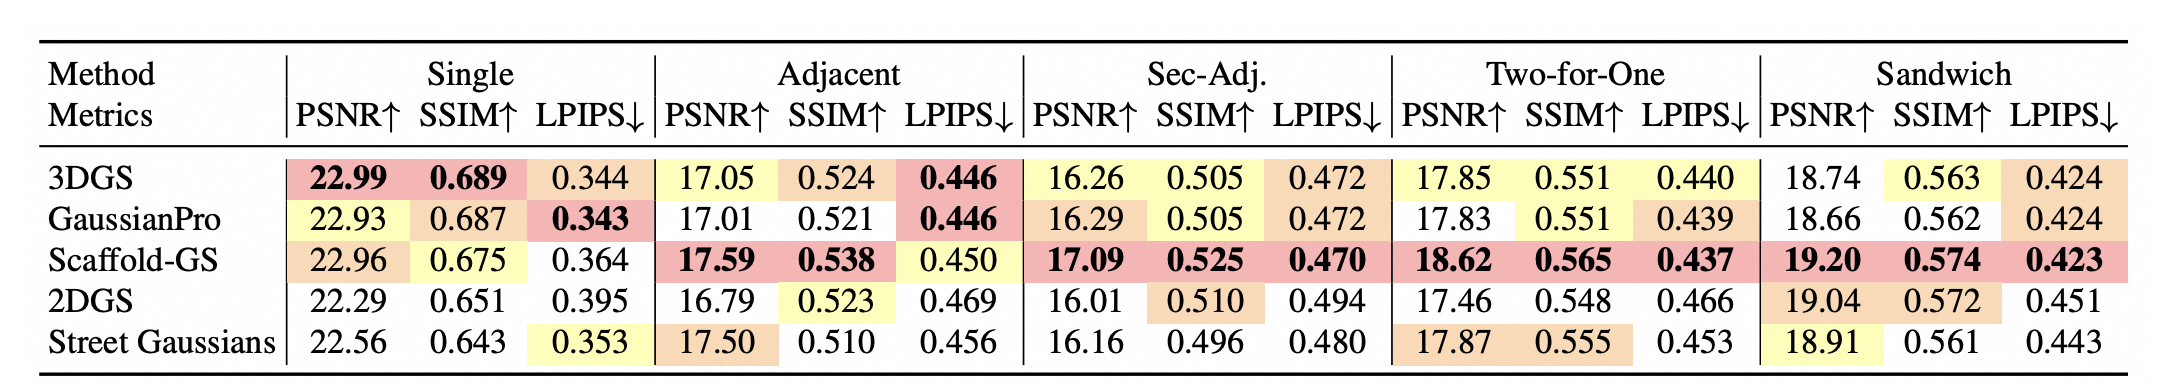 Method Single Adjacent Sec-Adj. Two-for-One Sandwich
Metrics PSNR↑ SSIM↑ LPIPS↓ PSNR↑ SSIM↑ LPIPS↓ PSNR↑ SSIM↑ LPIPS↓ PSNR↑ SSIM↑ LPIPS↓ PSNR↑ SSIM↑ LPIPS↓
3DGS 22.99 0.689 0.344 17.05 0.524 0.446 16.26 0.505 0.472 17.85 0.551 0.440 18.74 0.563 0.424
GaussianPro 22.93 0.687 0.343 17.01 0.521 0.446 16.29 0.505 0.472 17.83 0.551 0.439 18.66 0.562 0.424
Scaffold-GS 22.96 0.675 0.364 17.59 0.538 0.450 17.09 0.525 0.470 18.62 0.565 0.437 19.20 0.574 0.423
2DGS 22.29 0.651 0.395 16.79 0.523 0.469 16.01 0.510 0.494 17.46 0.548 0.466 19.04 0.572 0.451
Street Gaussians 22.56 0.643 0.353 17.50 0.510 0.456 16.16 0.496 0.480 17.87 0.555 0.453 18.91 0.561 0.443